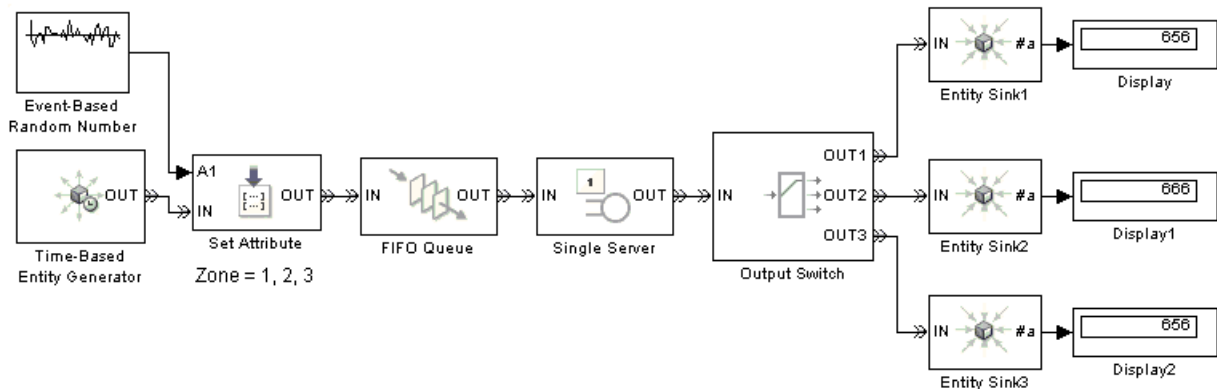 Event-Based
Random Number
OUT
Time-Based
Entity Generator
A1
IN
[...]
OUT
Set Attribute
Zone = 1, 2, 3
IN
OUT
FIFO Queue
IN
1
OUT
Single Server
IN
OUT1
OUT2
OUT3
Output Switch
IN
#a
Entity Sink1
656
Display
IN
#a
Entity Sink2
666
Display1
IN
#a
Entity Sink3
656
Display2